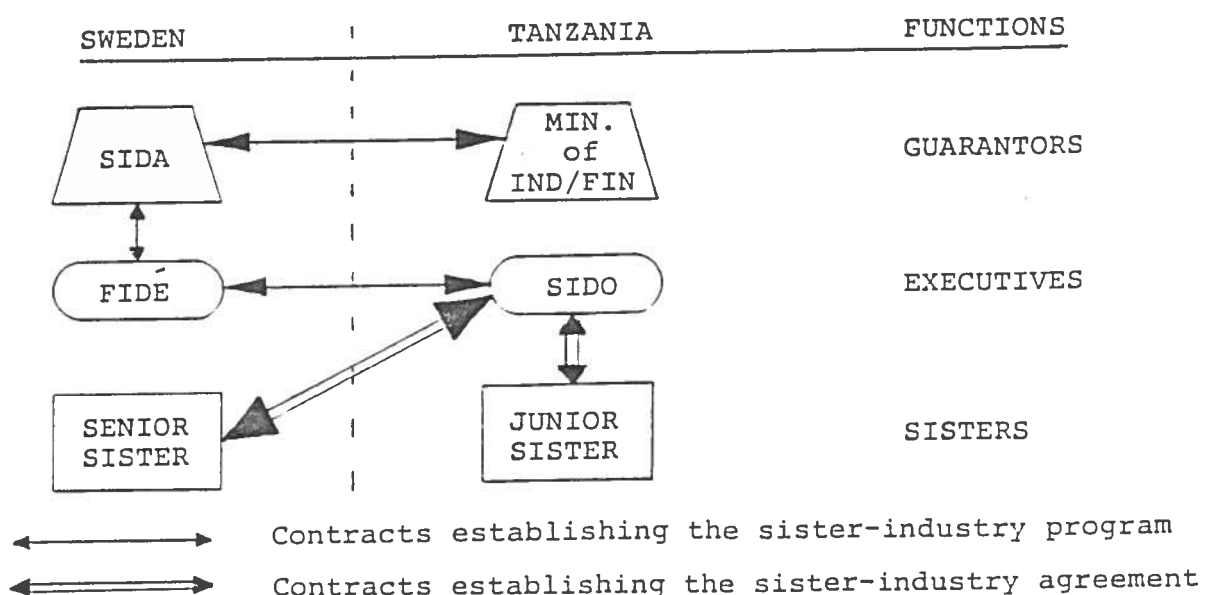 SWEDEN TANZANIA FUNCTIONS
SIDA
MIN.
of
IND/FIN
GUARANTORS
FIDÉ
SIDO
EXECUTIVES
SENIOR
SISTER
JUNIOR
SISTER
SISTERS
Contracts establishing the sister-industry program
Contracts establishing the sister-industry agreement